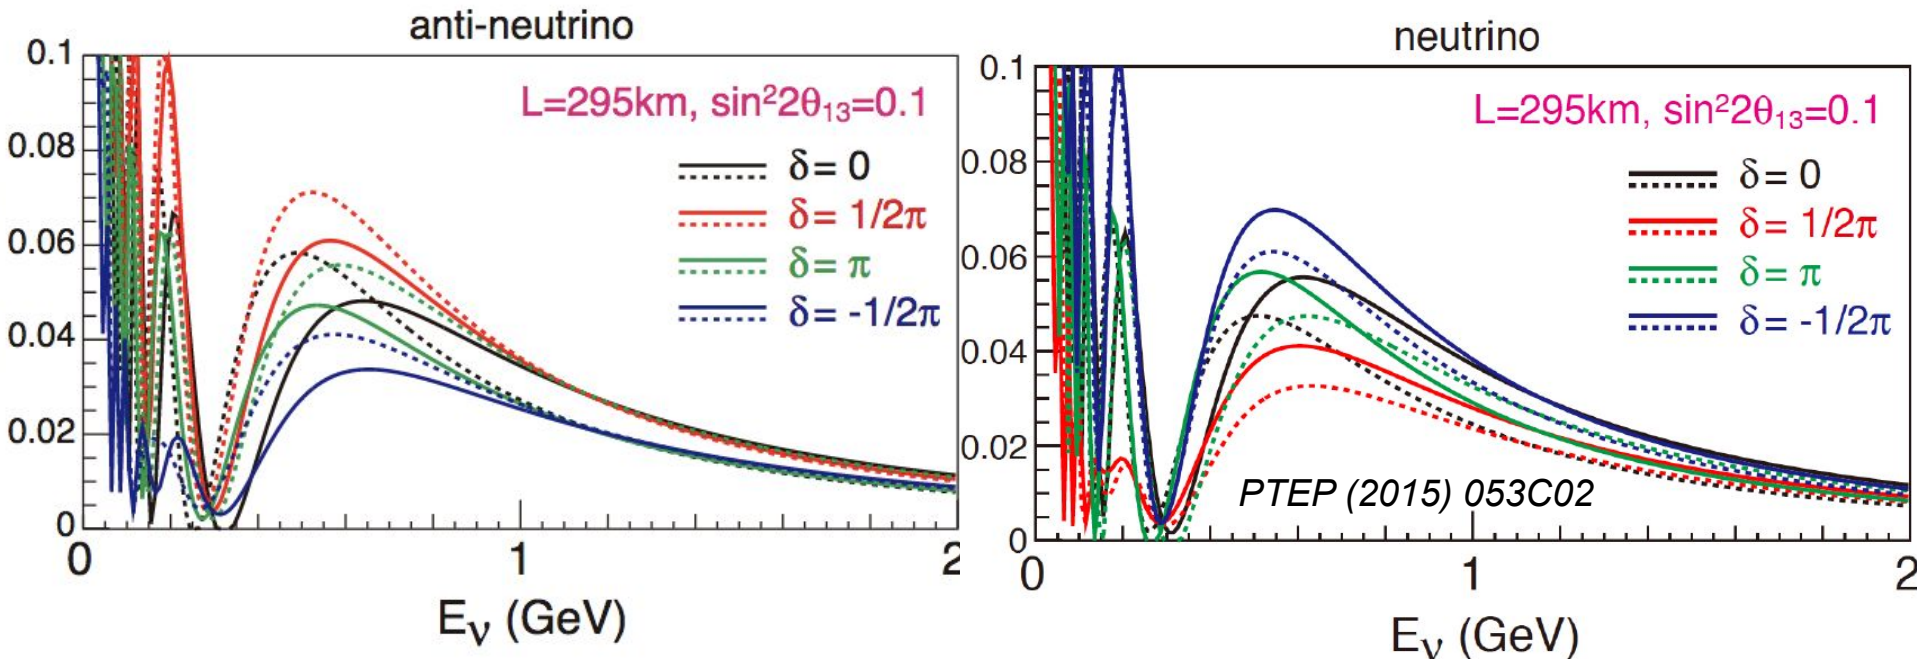 anti-neutrino
0.1
0.08
0.06
0.04
0.02
0
L=295km, sin²2θ₁₃=0.1
δ= 0
δ= 1/2π
δ= π
δ= -1/2π
0
1
2
Eν (GeV)
neutrino
0.1
0.08
0.06
0.04
0.02
0
L=295km, sin²2θ₁₃=0.1
δ= 0
δ= 1/2π
δ= π
δ= -1/2π
PTEP (2015) 053C02
0
1
2
Eν (GeV)